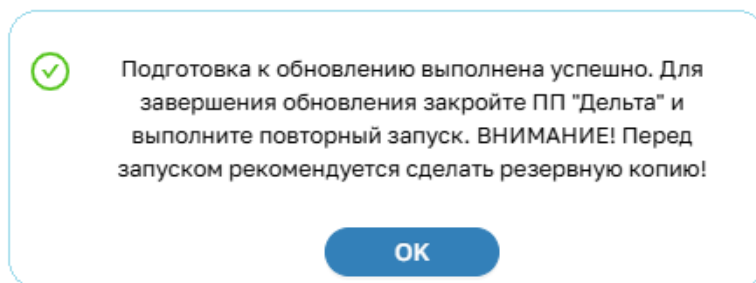 Подготовка к обновлению выполнена успешно. Для
завершения обновления закройте ПП "Дельта" и
выполните повторный запуск. ВНИМАНИЕ! Перед
запуском рекомендуется сделать резервную копию!
ОК